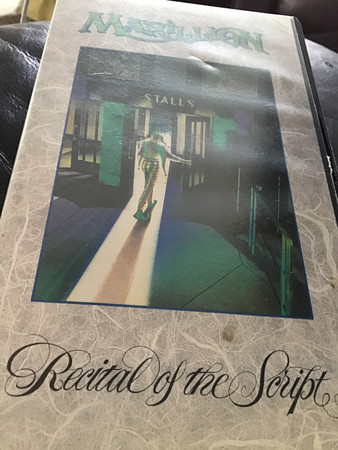 MARILLION
STALLS
Recital of the Script